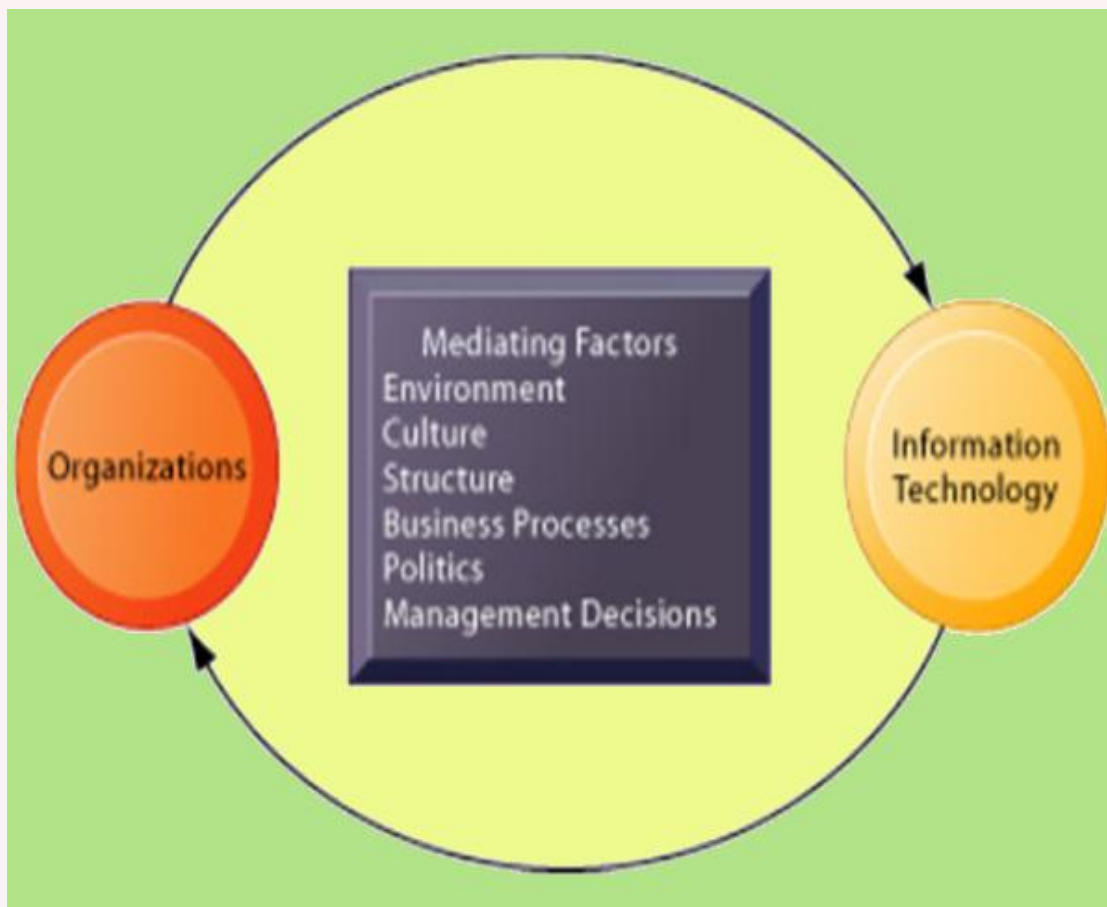 Organizations
Mediating Factors
Environment
Culture
Structure
Business Processes
Politics
Management Decisions
Information
Technology